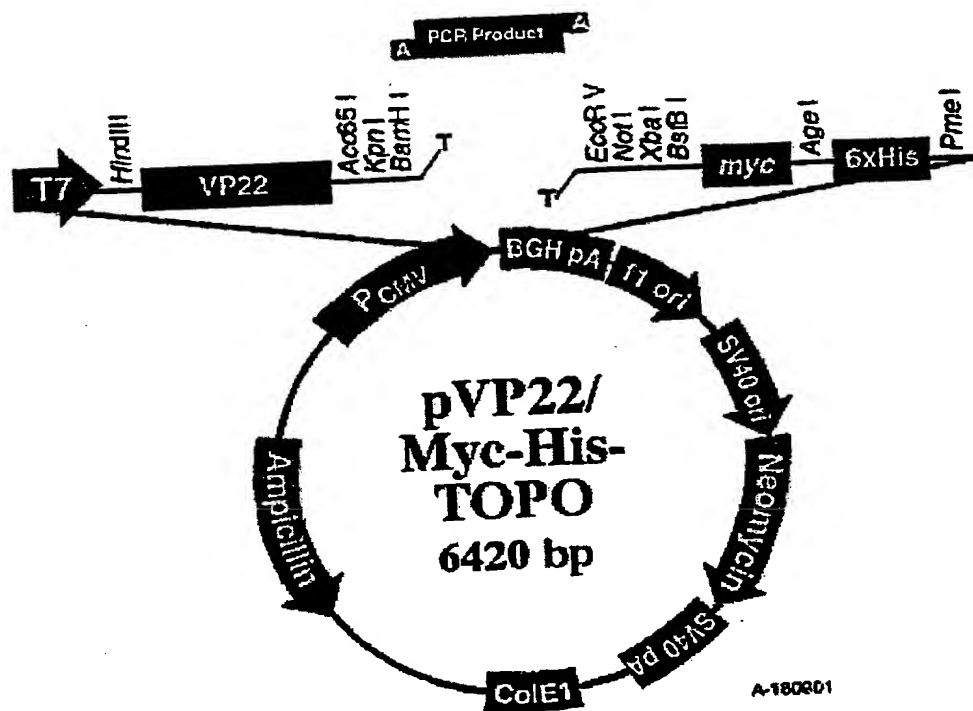 A PCR Product A
HindIII
Acc65 I
Kpn I
BamH I
T
EcoR V
Not I
Xba I
BstB I
Age I
Pme I
T7
VP22
T
myc
6xHis
PCMV
BGH pA
f1 ori
SV40 ori
pVP22/
Myc-His-
TOPO
6420 bp
Ampicillin
Neomycin
SV40 pA
ColE1
A-180901